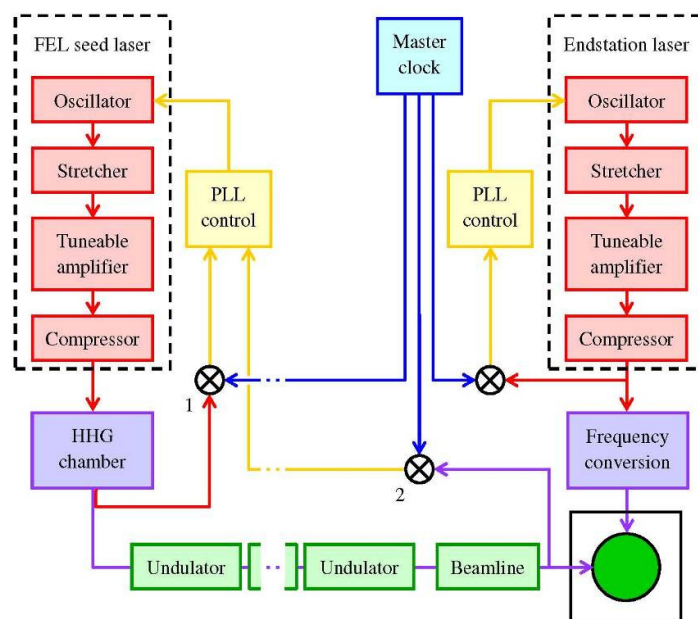 FEL seed laser
Oscillator
Stretcher
Tuneable
amplifier
Compressor
HHG
chamber
PLL
control
1
Master
clock
2
PLL
control
Endstation laser
Oscillator
Stretcher
Tuneable
amplifier
Compressor
Frequency
conversion
Undulator
Undulator
Beamline